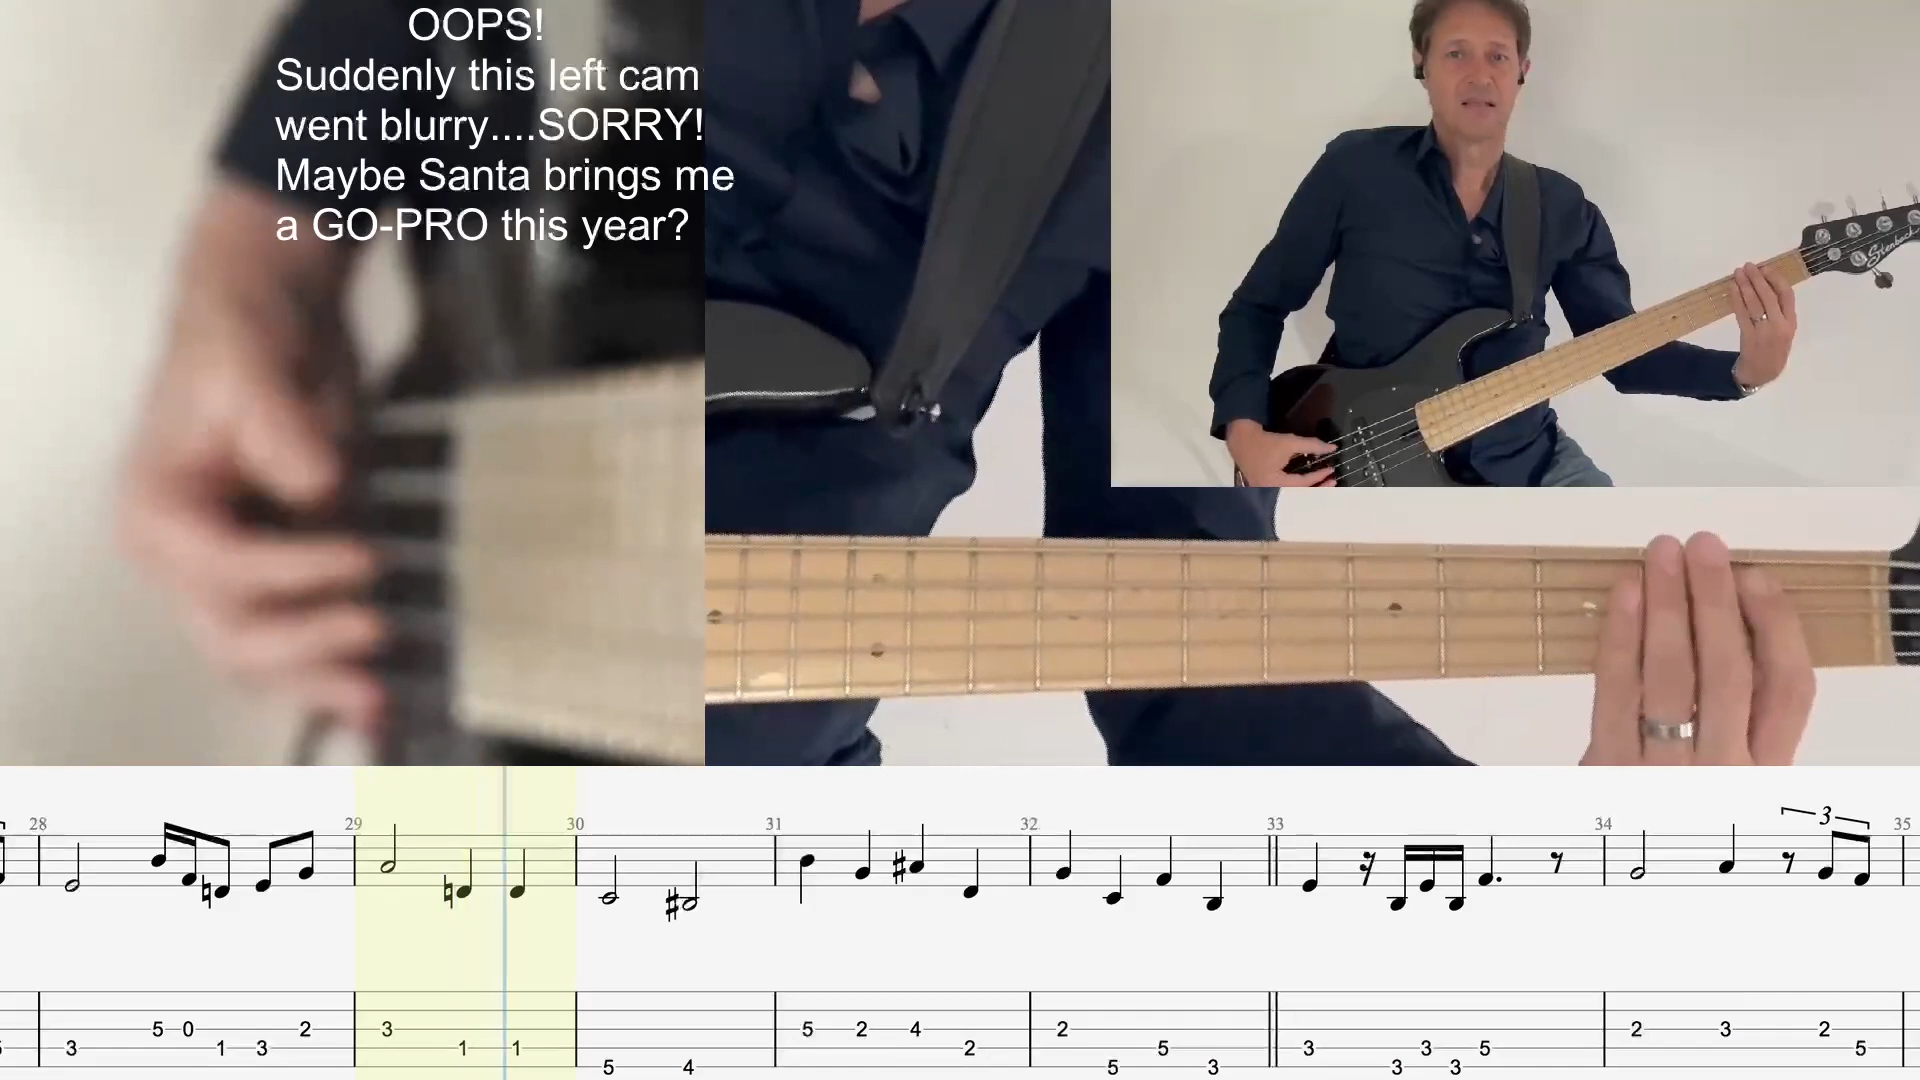 OOPS!
Suddenly this left cam
went blurry....SORRY!
Maybe Santa brings me
a GO-PRO this year?
Stenback
28 29 30 31 32 33 34 35
3
3 5 0 1 3 2 3 1 1 5 4 5 2 4 2 2 5 5 3 3 3 3 3 5 2 3 2 5